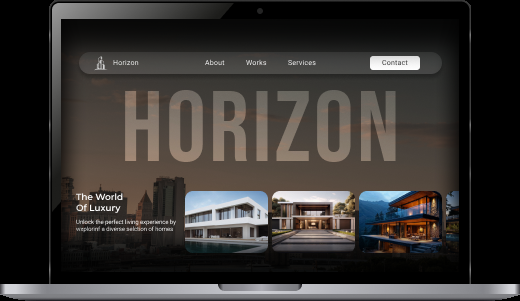 Horizon
About
Works
Services
Contact
HORIZON
The World
Of Luxury
Unlock the perfect living experience by
wxplorinf a diverse selction of homes